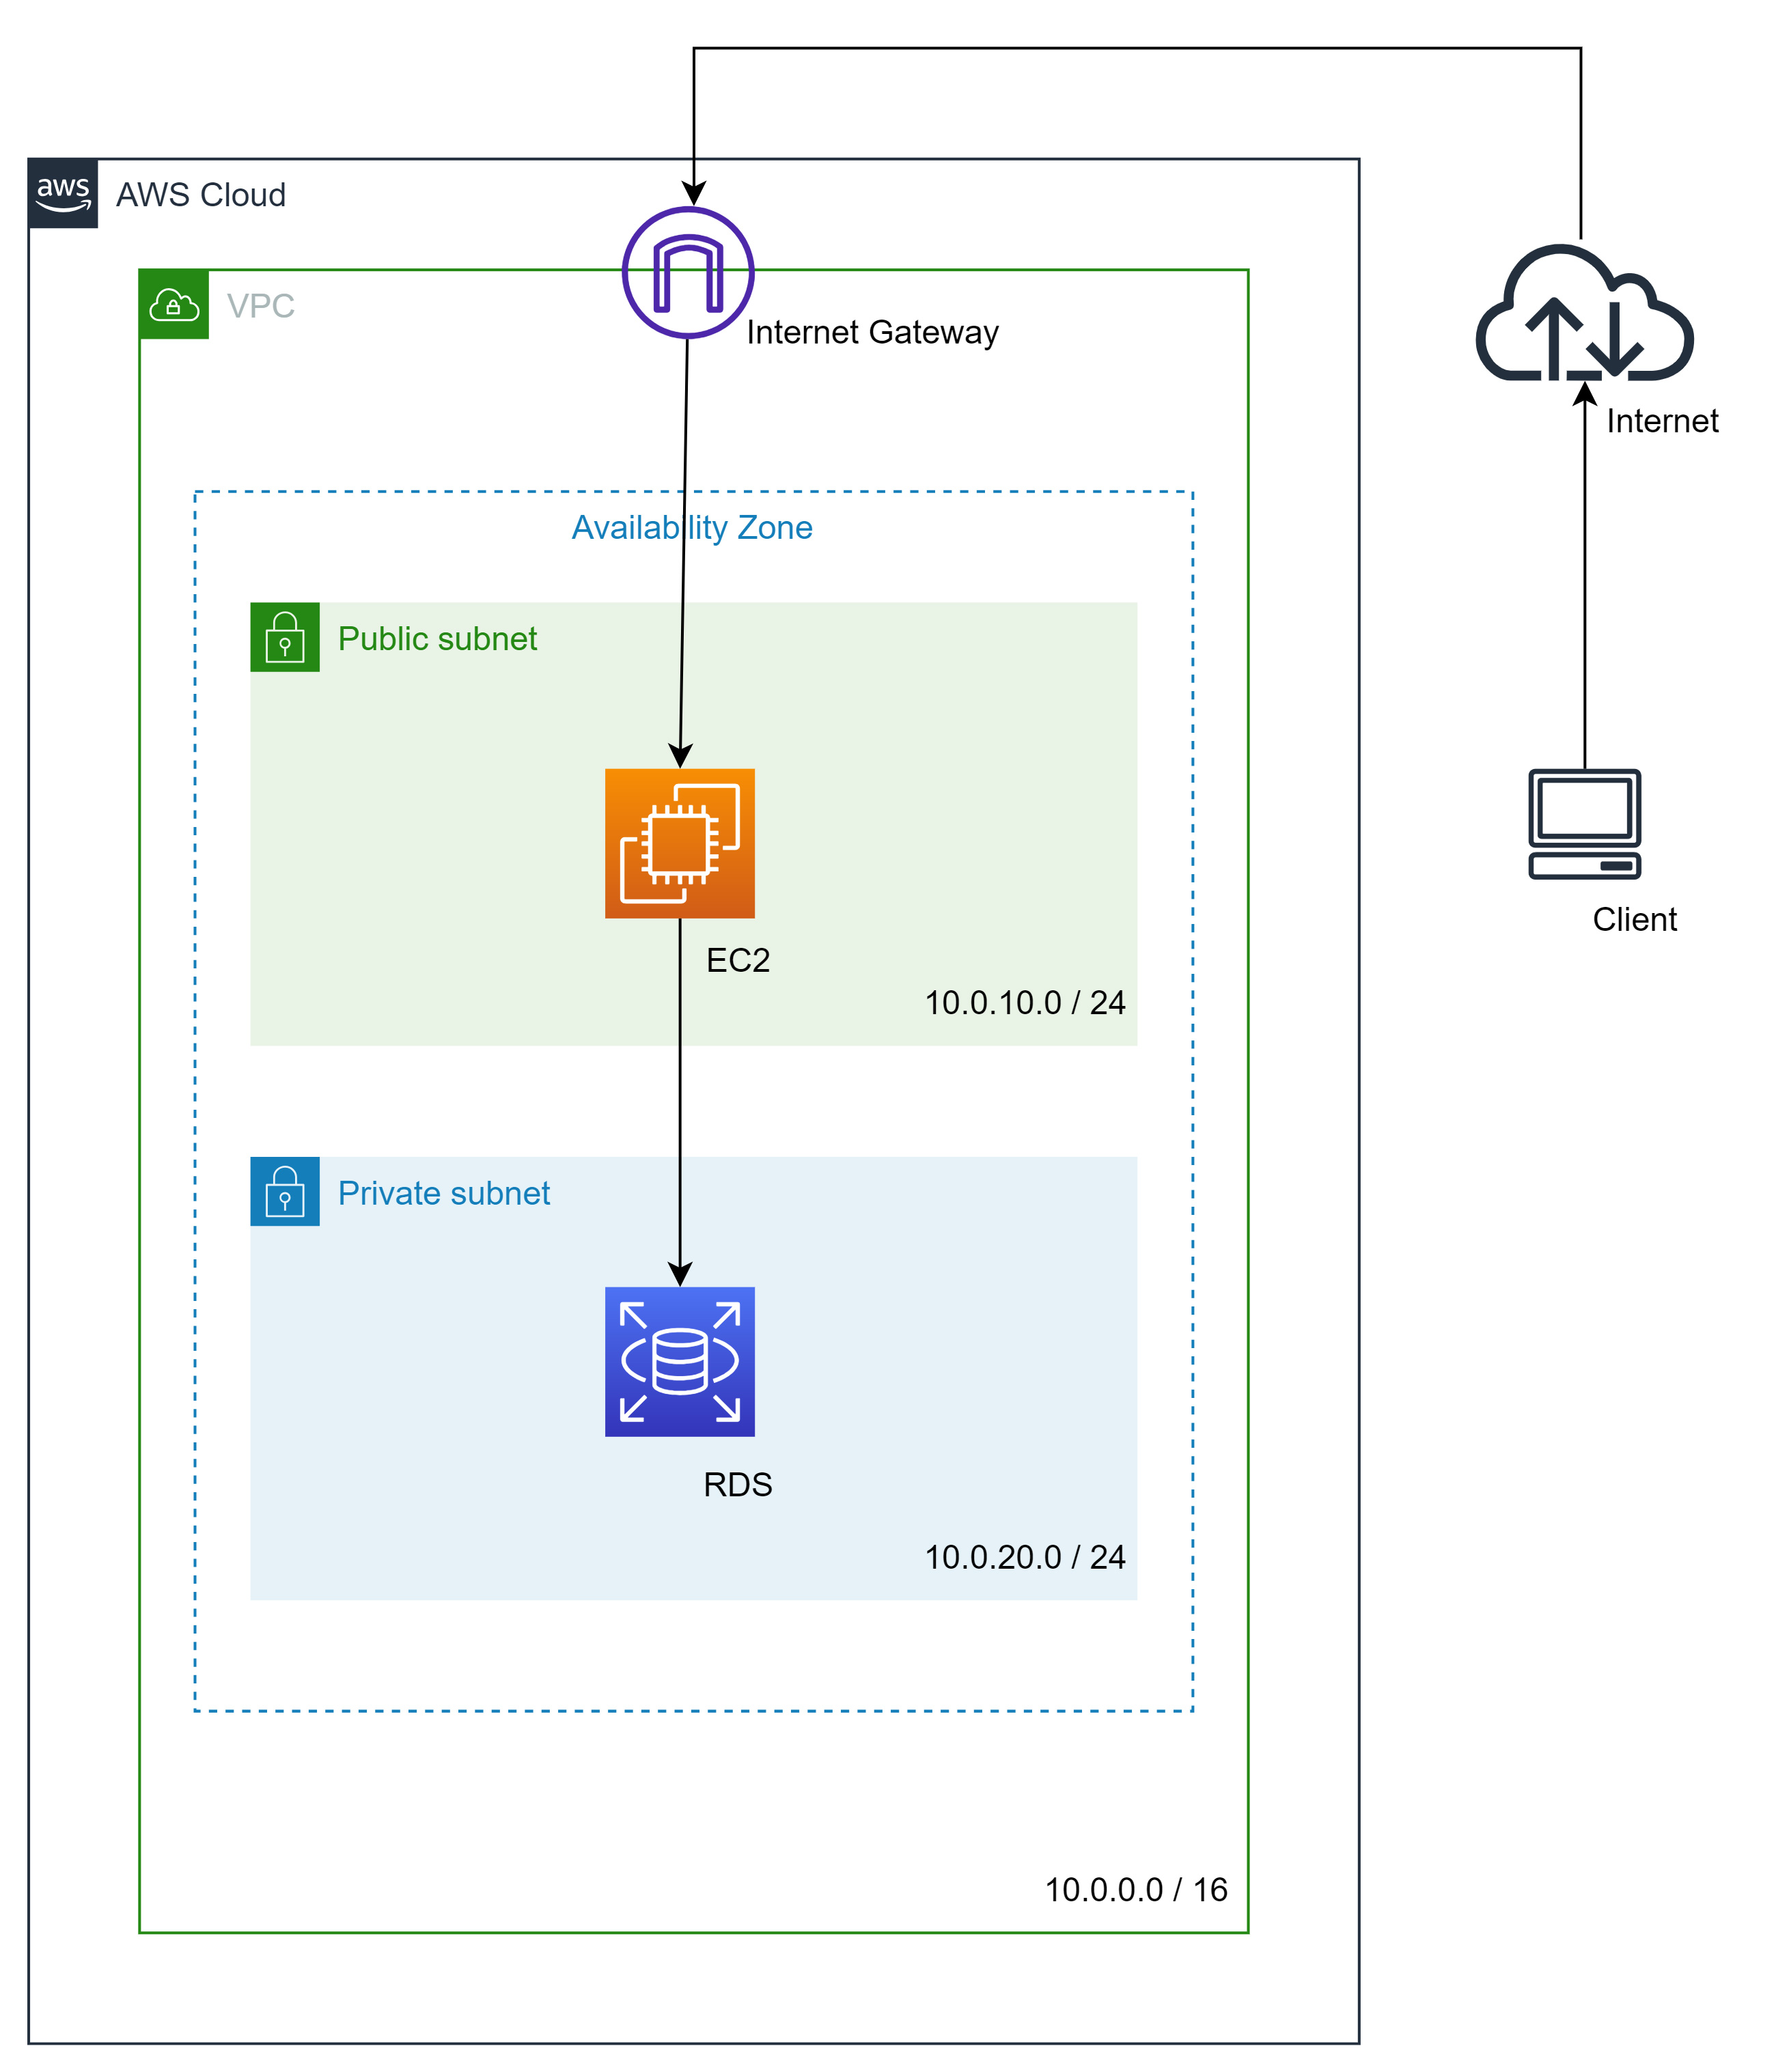 aws
AWS Cloud
VPC
Internet Gateway
Internet
Availability Zone
Public subnet
Client
EC2
10.0.10.0 / 24
Private subnet
RDS
10.0.20.0 / 24
10.0.0.0 / 16